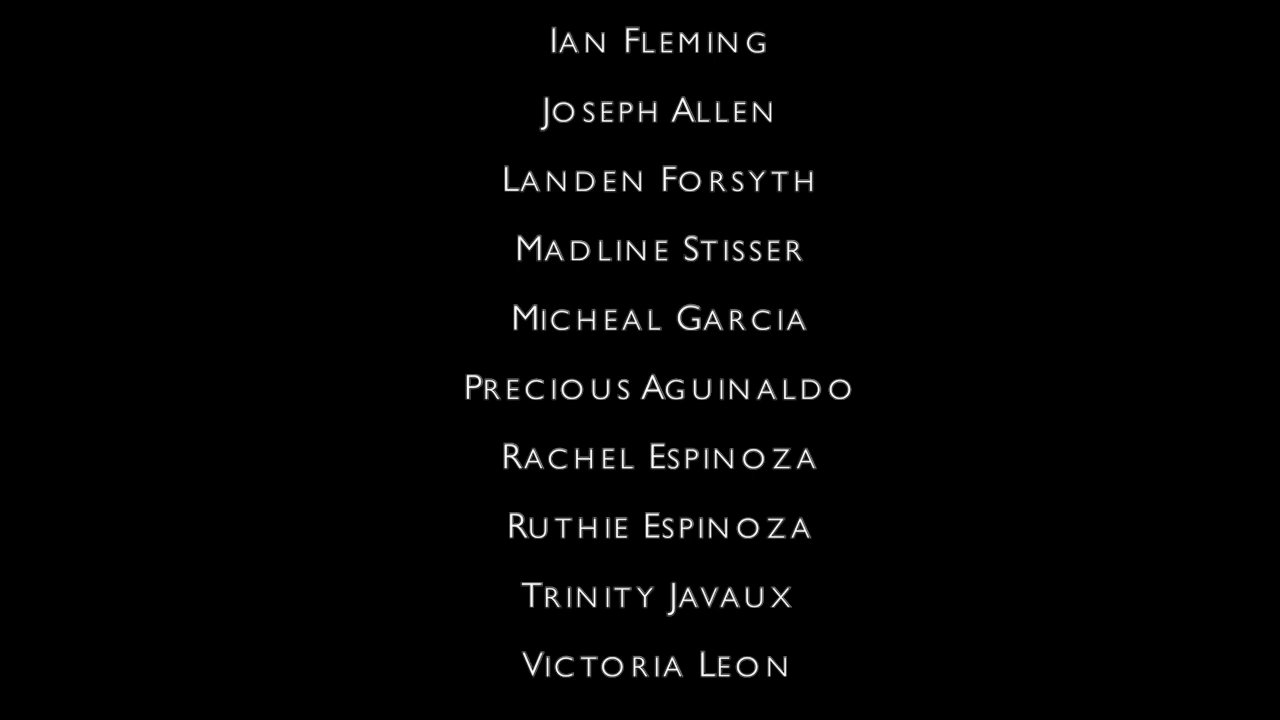 Ian Fleming
Joseph Allen
Landen Forsyth
Madline Stisser
Micheal Garcia
Precious Aguinaldo
Rachel Espinoza
Ruthie Espinoza
Trinity Javaux
Victoria Leon